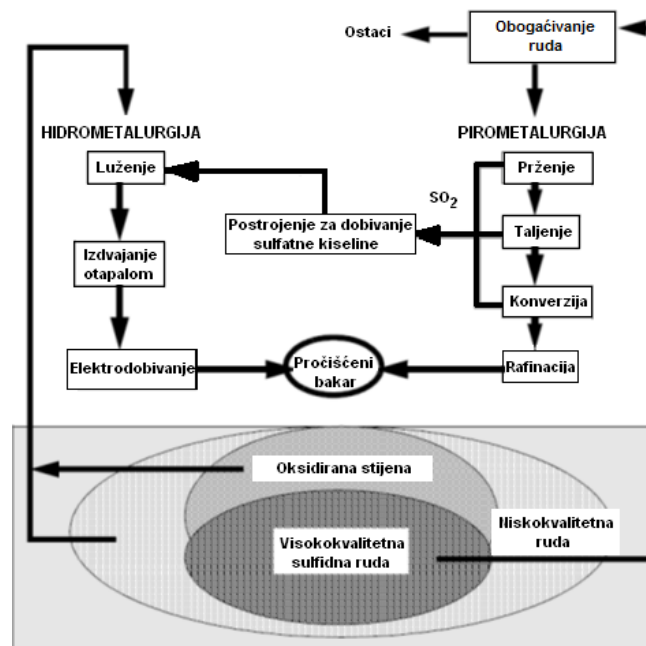 Ostaci
Obogaćivanje
ruda
HIDROMETALURGIJA
PIROMETALURGIJA
Luženje
Prženje
SO2
Postrojenje za dobivanje
sulfatne kiseline
Taljenje
Izdvajanje
otapalom
Konverzija
Elektrodobivanje
Pročišćeni
bakar
Rafinacija
Oksidirana stijena
Niskokvalitetna
ruda
Visokokvalitetna
sulfidna ruda